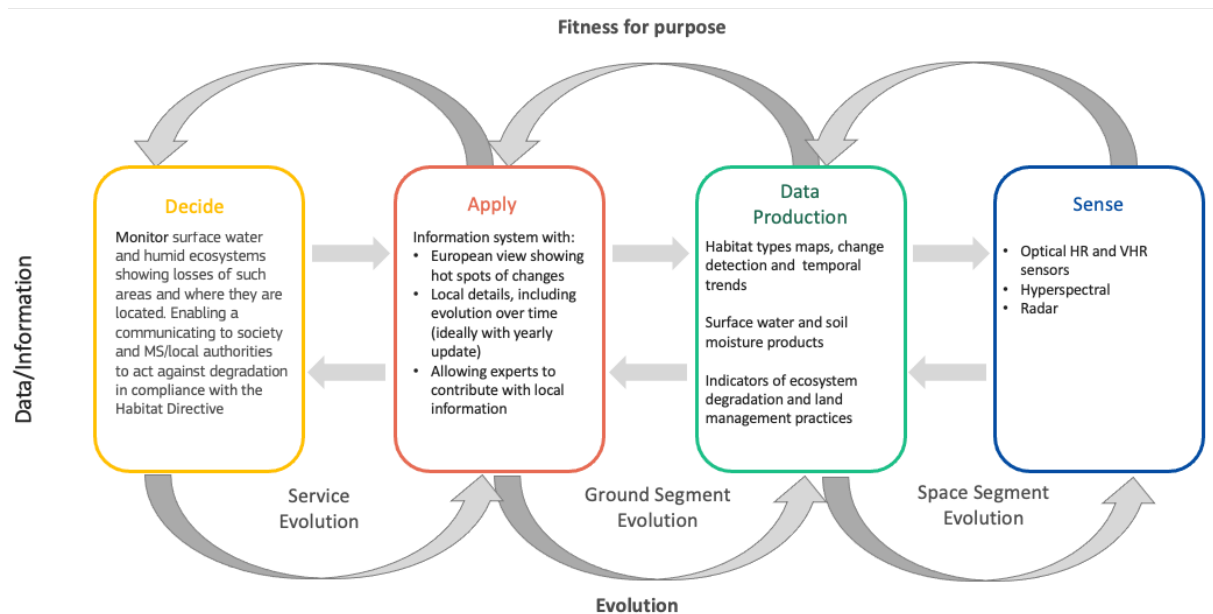 Fitness for purpose
Data/Information
Decide
Monitor surface water
and humid ecosystems
showing losses of such
areas and where they are
located. Enabling a
communicating to society
and MS/local authorities
to act against degradation
in compliance with the
Habitat Directive
Apply
Information system with:
• European view showing
hot spots of changes
• Local details, including
evolution over time
(ideally with yearly
update)
• Allowing experts to
contribute with local
information
Data
Production
Habitat types maps, change
detection and temporal
trends
Surface water and soil
moisture products
Indicators of ecosystem
degradation and land
management practices
Sense
• Optical HR and VHR
sensors
• Hyperspectral
• Radar
Service
Evolution
Ground Segment
Evolution
Space Segment
Evolution
Evolution